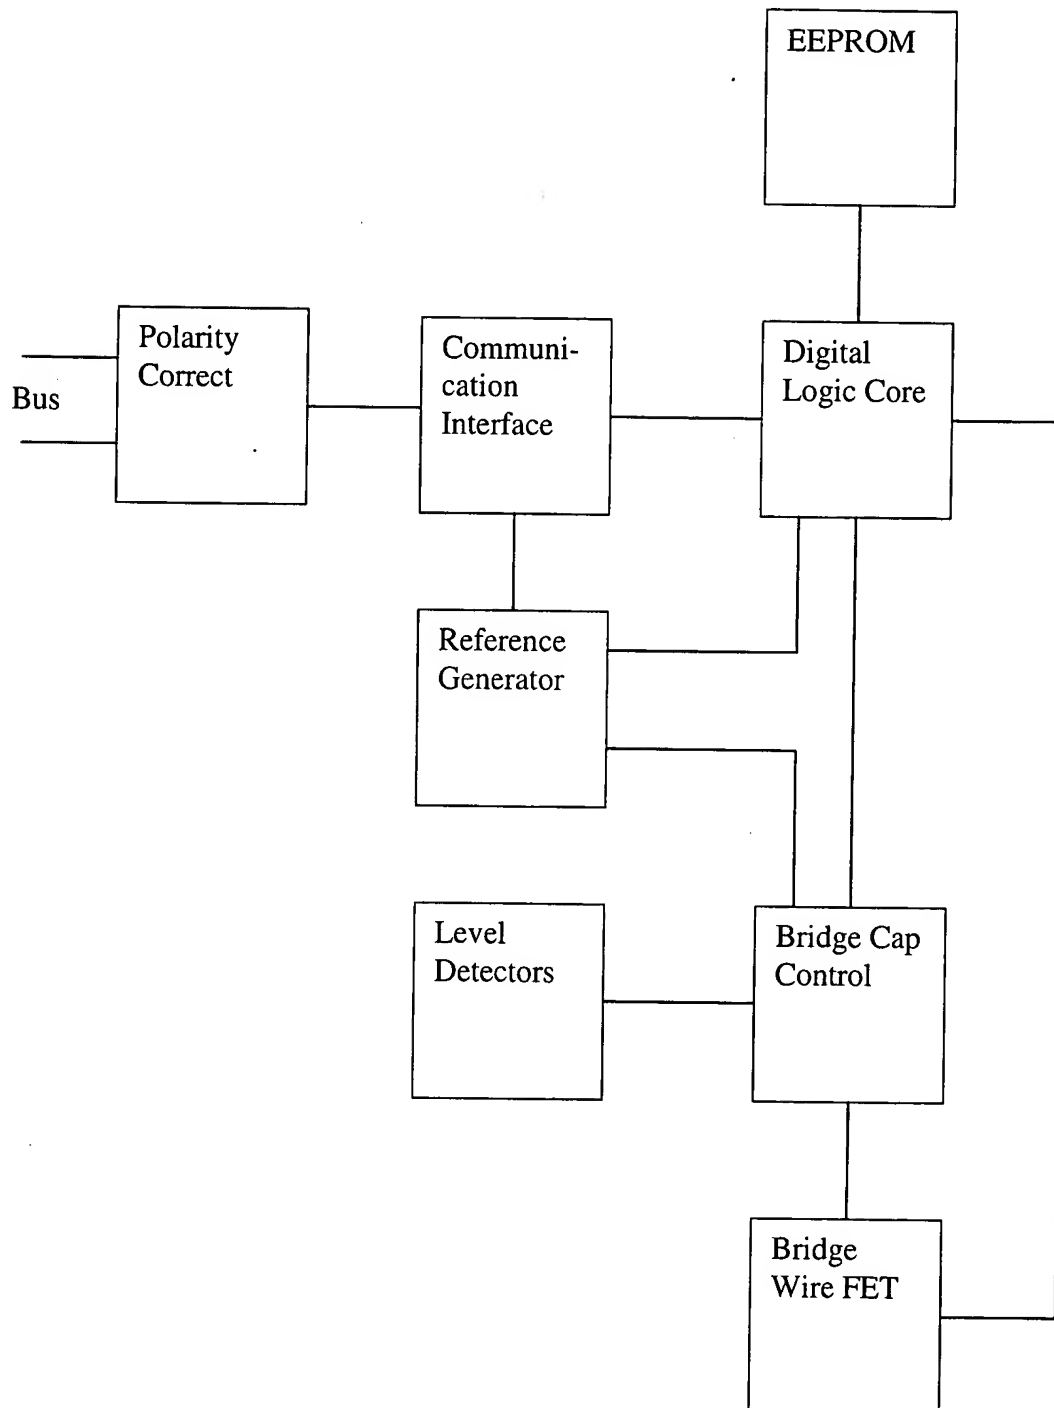 EEPROM
Polarity
Correct
Bus
Communi-
cation
Interface
Digital
Logic Core
Reference
Generator
Level
Detectors
Bridge Cap
Control
Bridge
Wire FET